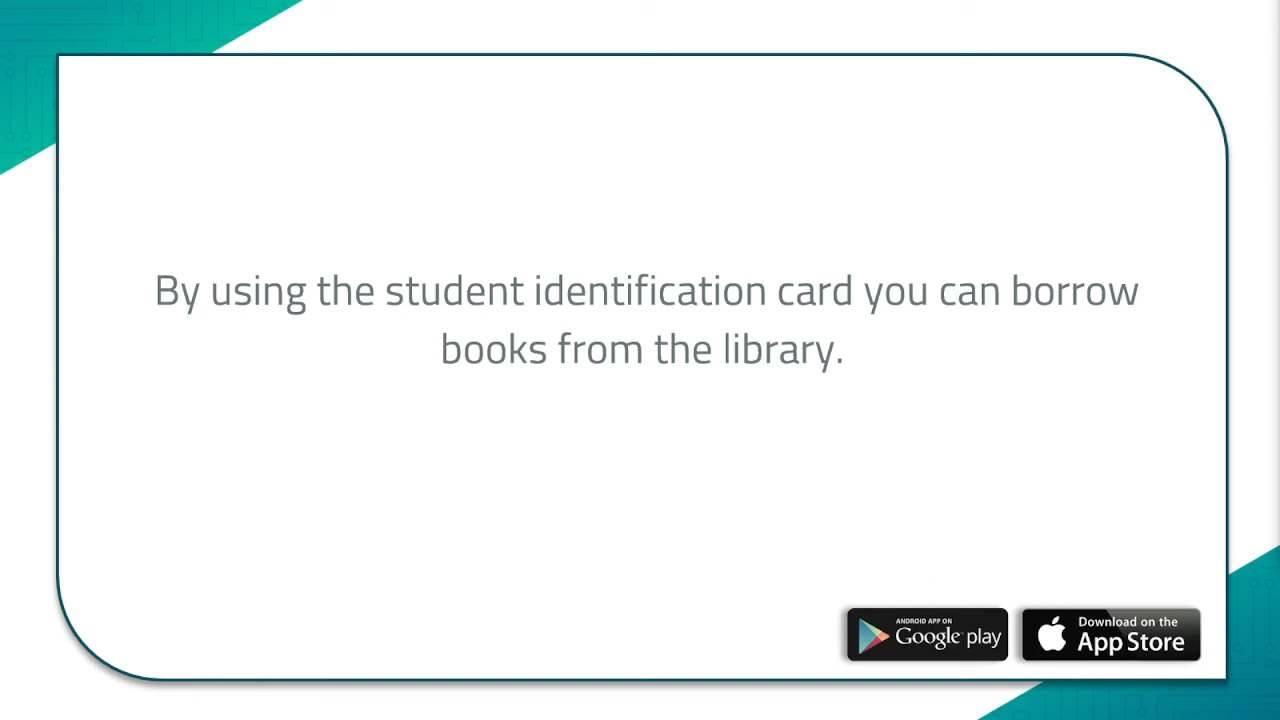 By using the student identification card you can borrow
books from the library.
ANDROID APP ON
Google play
Download on the
App Store